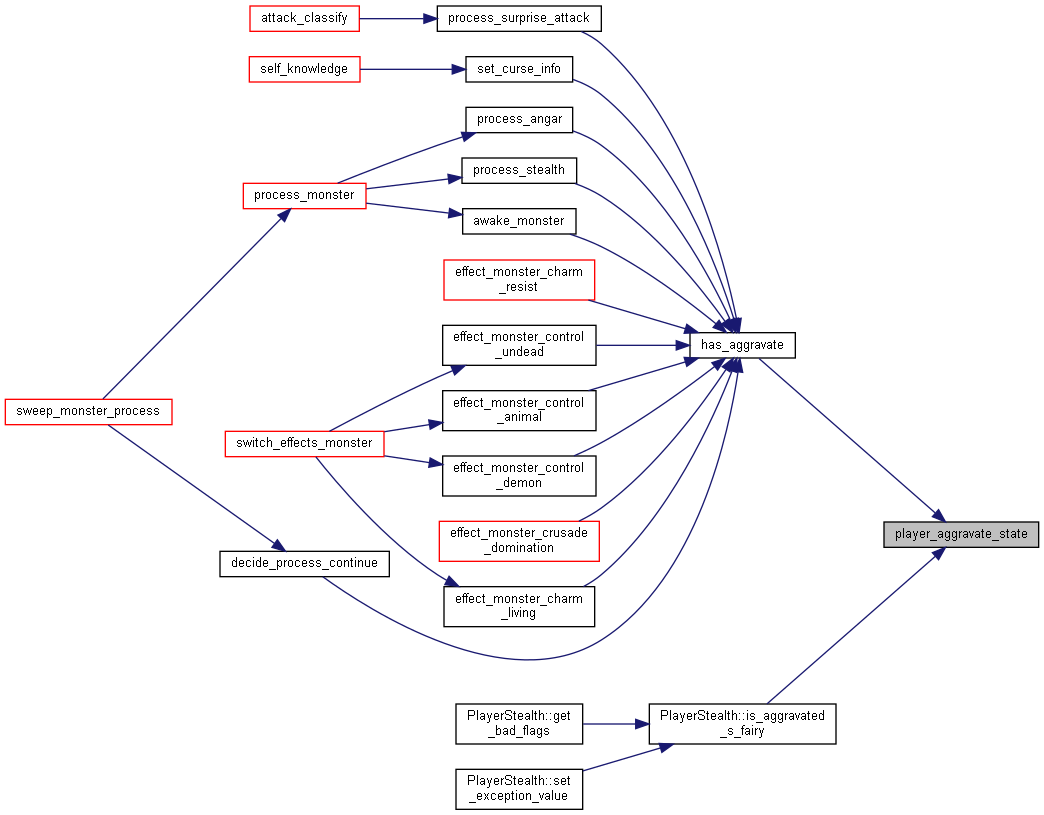 attack_classify
process_surprise_attack
self_knowledge
set_curse_info
process_angar
process_stealth
process_monster
awake_monster
effect_monster_charm
_resist
effect_monster_control
_undead
has_aggravate
effect_monster_control
_animal
sweep_monster_process
switch_effects_monster
effect_monster_control
_demon
effect_monster_crusade
_domination
player_aggravate_state
decide_process_continue
effect_monster_charm
_living
PlayerStealth::get
_bad_flags
PlayerStealth::is_aggravated
_s_fairy
PlayerStealth::set
_exception_value